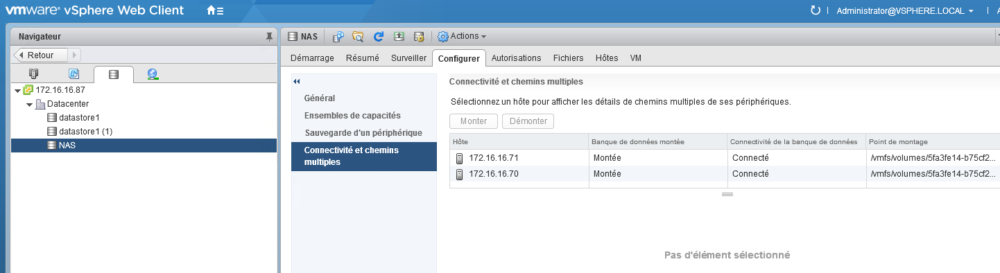 vmware® vSphere Web Client
Administrator@VSPHERE.LOCAL
Navigateur
Retour
172.16.16.87
Datacenter
datastore1
datastore1 (1)
NAS
NAS
Actions
Démarrage Résumé Surveiller Configurer Autorisations Fichiers Hôtes VM
Général
Ensembles de capacités
Sauvegarde d'un périphérique
Connectivité et chemins
multiples
Connectivité et chemins multiples
Sélectionnez un hôte pour afficher les détails de chemins multiples de ses périphériques.
Monter Démonter
Hôte Banque de données montée Connectivité de la banque de données Point de montage
172.16.16.71 Montée Connecté /vmfs/volumes/5fa3fe14-b75cf2...
172.16.16.70 Montée Connecté /vmfs/volumes/5fa3fe14-b75cf2...
Pas d'élément sélectionné